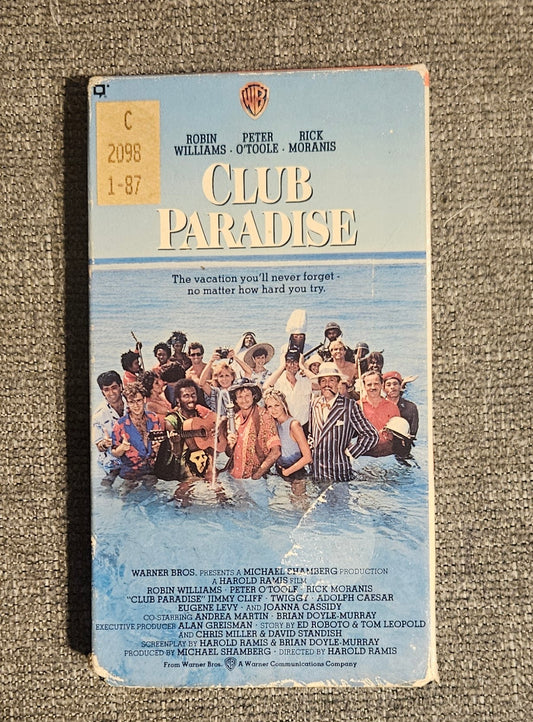 C
2098
1-87
WB
ROBIN WILLIAMS · PETER O'TOOLE · RICK MORANIS
CLUB
PARADISE
The vacation you'll never forget -
no matter how hard you try.
WARNER BROS. PRESENTS A MICHAEL SHAMBERG PRODUCTION
A HAROLD RAMIS FILM
ROBIN WILLIAMS · PETER O'TOOLE · RICK MORANIS
"CLUB PARADISE" JIMMY CLIFF · TWIGGY · ADOLPH CAESAR
EUGENE LEVY · AND JOANNA CASSIDY
CO-STARRING ANDREA MARTIN · BRIAN DOYLE-MURRAY
EXECUTIVE PRODUCER ALAN GREISMAN · STORY BY ED ROBOTO & TOM LEOPOLD
AND CHRIS MILLER & DAVID STANDISH
SCREENPLAY BY HAROLD RAMIS & BRIAN DOYLE-MURRAY
PRODUCED BY MICHAEL SHAMBERG · DIRECTED BY HAROLD RAMIS
From Warner Bros. A Warner Communications Company